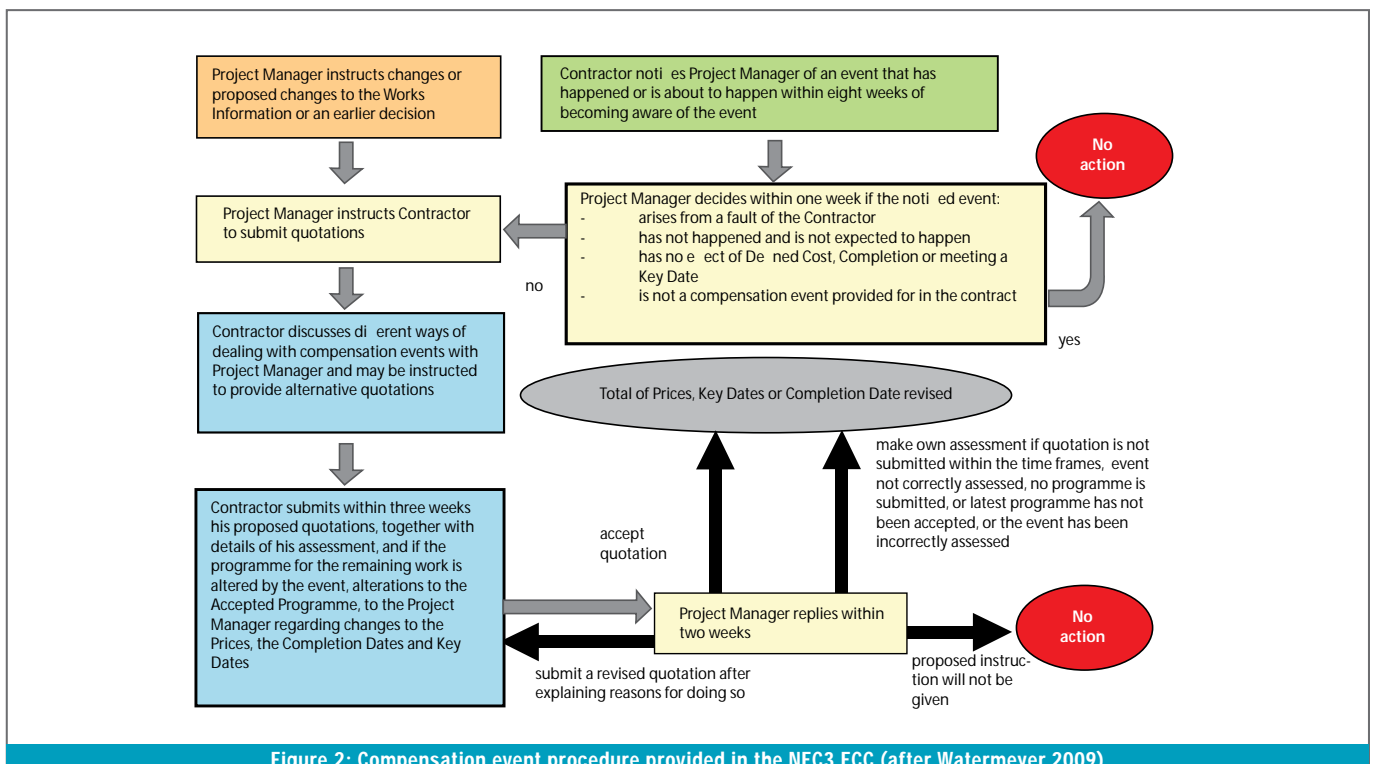 Project Manager instructs changes or
proposed changes to the Works
Information or an earlier decision
Contractor noti es Project Manager of an event that has
happened or is about to happen within eight weeks of
becoming aware of the event
No
action
Project Manager instructs Contractor
to submit quotations
Project Manager decides within one week if the noti ed event:
- arises from a fault of the Contractor
- has not happened and is not expected to happen
- has no e ect of De ned Cost, Completion or meeting a
Key Date
- is not a compensation event provided for in the contract
no
yes
Contractor discusses di erent ways of
dealing with compensation events with
Project Manager and may be instructed
to provide alternative quotations
Total of Prices, Key Dates or Completion Date revised
make own assessment if quotation is not
submitted within the time frames, event
not correctly assessed, no programme is
submitted, or latest programme has not
been accepted, or the event has been
incorrectly assessed
Contractor submits within three weeks
his proposed quotations, together with
details of his assessment, and if the
programme for the remaining work is
altered by the event, alterations to the
Accepted Programme, to the Project
Manager regarding changes to the
Prices, the Completion Dates and Key
Dates
accept
quotation
Project Manager replies within
two weeks
No
action
submit a revised quotation after
explaining reasons for doing so
proposed instruc-
tion will not be
given
Figure 2: Compensation event procedure provided in the NEC3 ECC (after Watermeyer 2009)